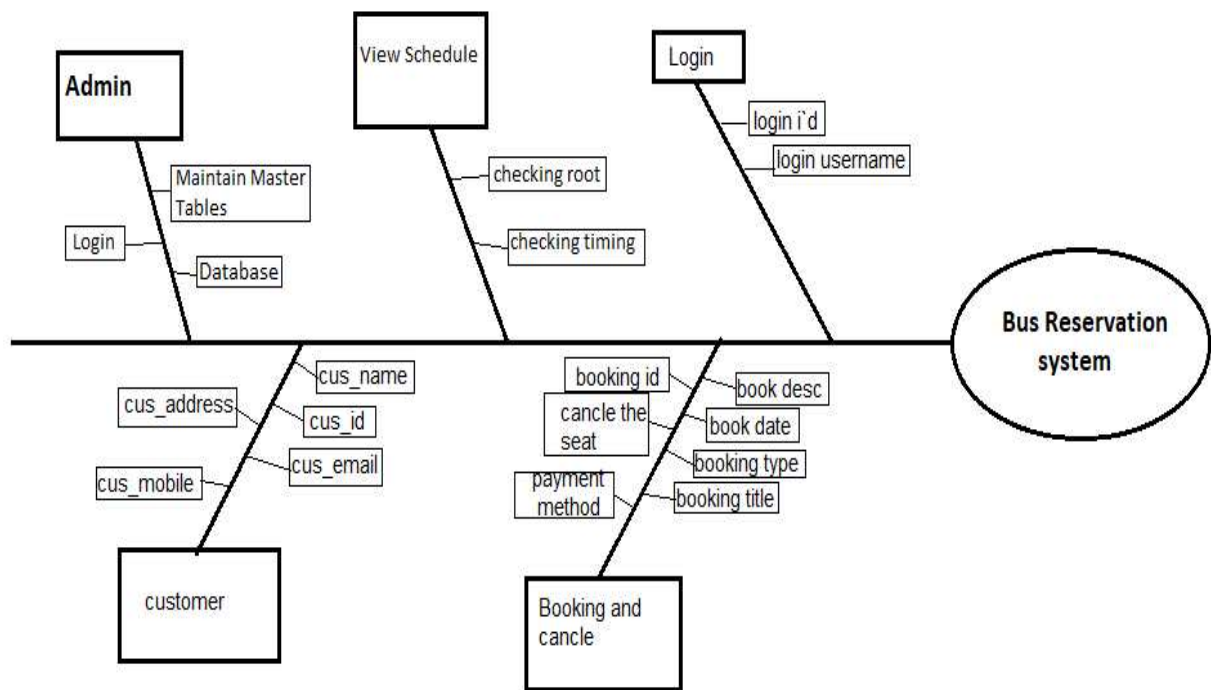 Admin
View Schedule
Login
login i`d
login username
Maintain Master
Tables
Login
Database
checking root
checking timing
Bus Reservation
system
cus_name
cus_address
cus_id
cus_email
cus_mobile
customer
booking id
book desc
cancle the
seat
book date
booking type
payment
method
booking title
Booking and
cancle